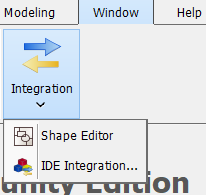 Modeling Window Help
Integration
Shape Editor
IDE Integration...
unity Edition